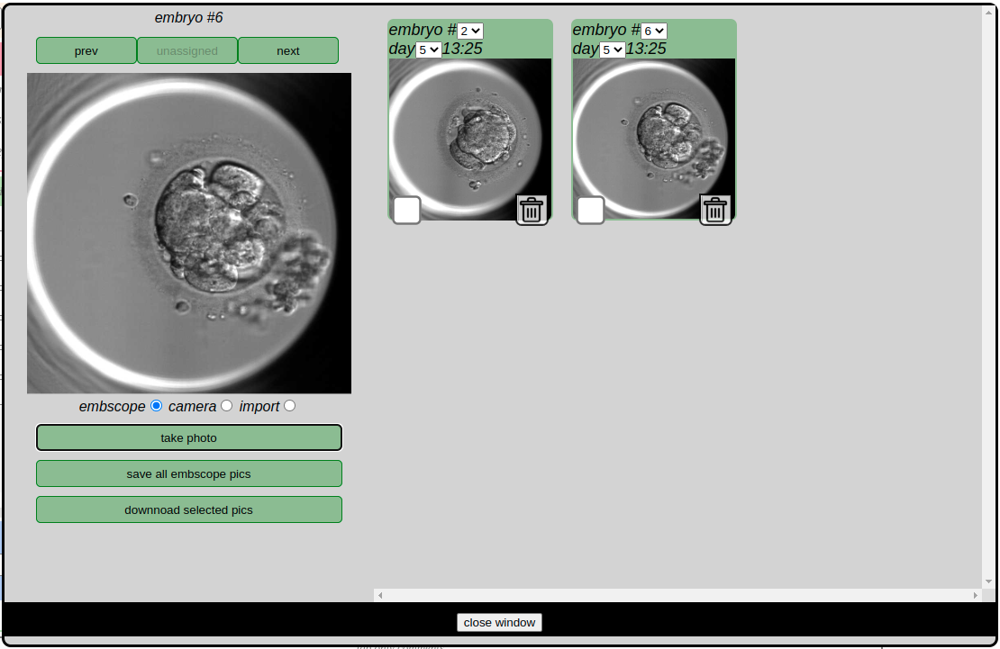 embryo #6
prev
unassigned
next
embscope
camera
import
take photo
save all embscope pics
downnoad selected pics
embryo # 2
day 5 13:25
embryo # 6
day 5 13:25
close window